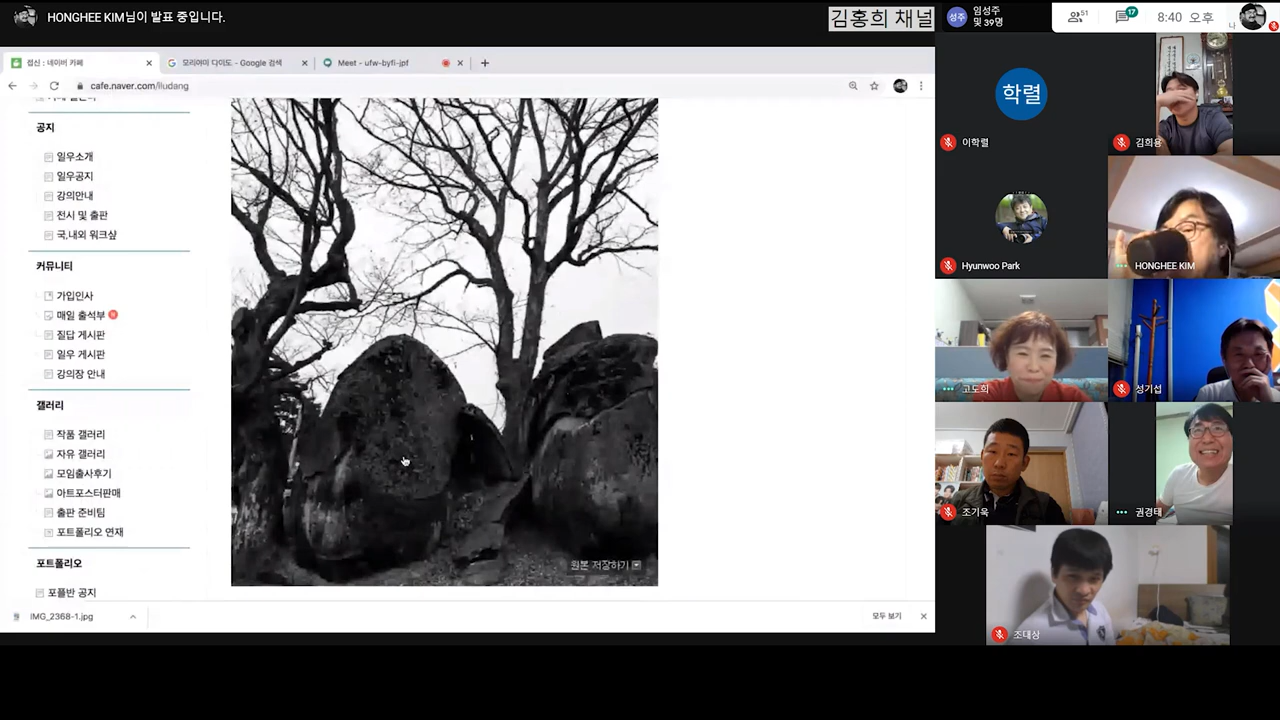 HONGHEE KIM님이 발표 중입니다.
김홍희 채널
성주
임성주
및 39명
51
17
8:40 오후
나
섭신 : 네이버 카페
모리야미 다이도 - Google 검색
Meet - ufw-byfi-jpf
cafe.naver.com/iludang
공지
일우소개
일우공지
강의안내
전시 및 출판
국,내외 워크샾
커뮤니티
가입인사
매일 출석부
질답 게시판
일우 게시판
강의장 안내
갤러리
작품 갤러리
자유 갤러리
모임출사후기
아트포스터판매
출판 준비팀
포트폴리오 연재
포트폴리오
포플반 공지
원본 저장하기
IMG_2368-1.jpg
모두 보기
학렬
이학렬
김희용
Hyunwoo Park
HONGHEE KIM
고도희
성기섭
조기욱
권경태
조대상